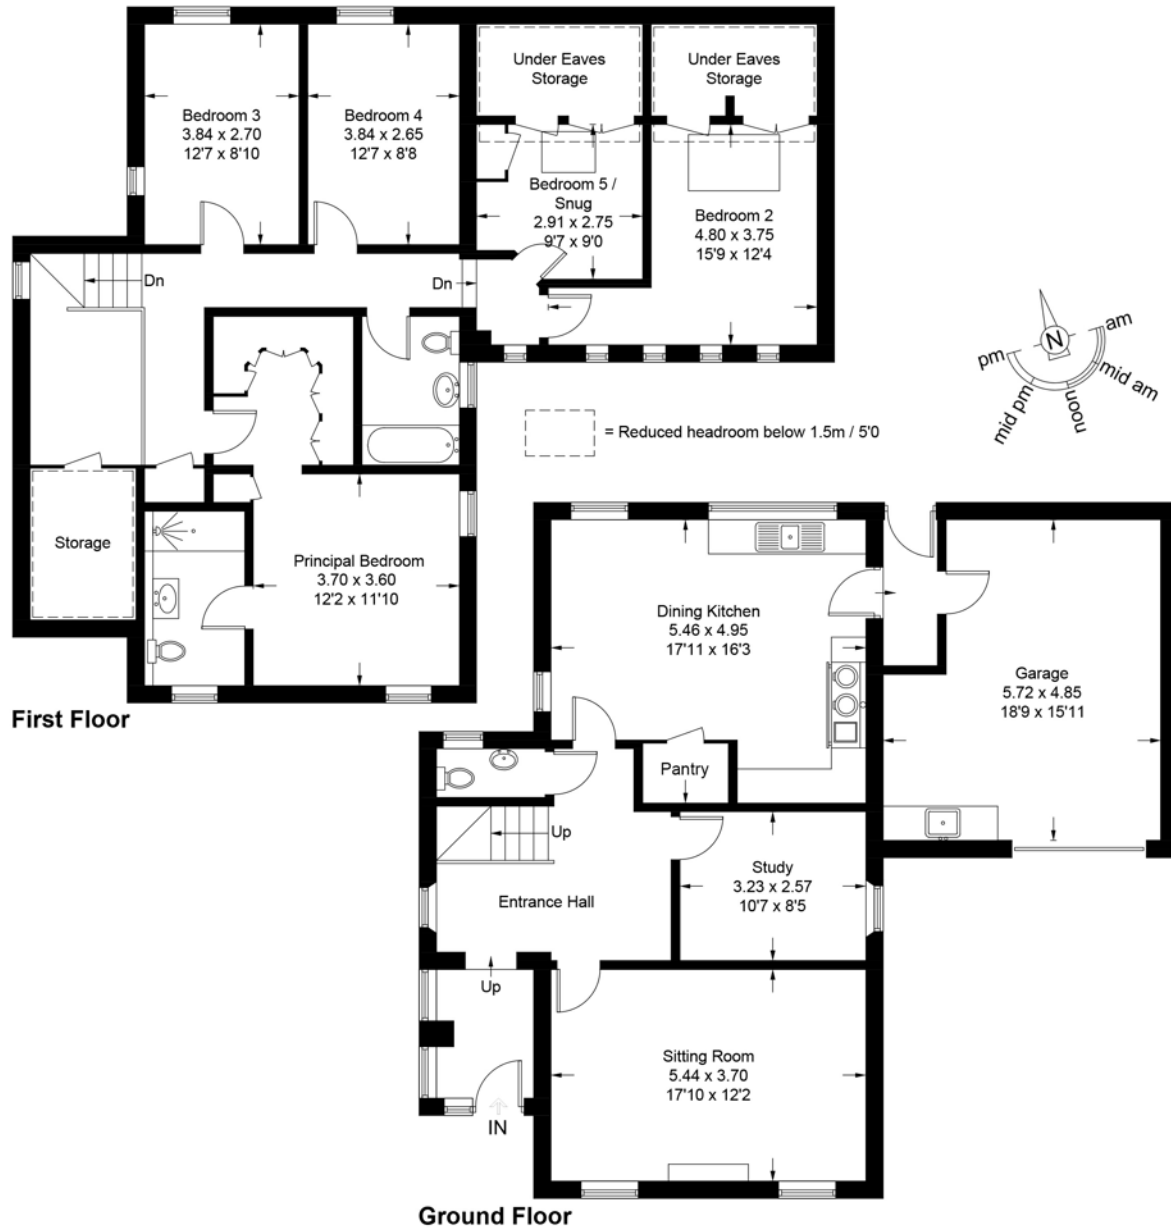 Under Eaves
Storage
Under Eaves
Storage
Bedroom 3
3.84 x 2.70
12'7 x 8'10
Bedroom 4
3.84 x 2.65
12'7 x 8'8
Bedroom 5 /
Snug
2.91 x 2.75
9'7 x 9'0
Bedroom 2
4.80 x 3.75
15'9 x 12'4
Dn
Dn
N
am
mid am
noon
mid pm
pm
= Reduced headroom below 1.5m / 5'0
Storage
Principal Bedroom
3.70 x 3.60
12'2 x 11'10
First Floor
Dining Kitchen
5.46 x 4.95
17'11 x 16'3
Garage
5.72 x 4.85
18'9 x 15'11
Pantry
Up
Study
3.23 x 2.57
10'7 x 8'5
Entrance Hall
Up
Sitting Room
5.44 x 3.70
17'10 x 12'2
IN
Ground Floor